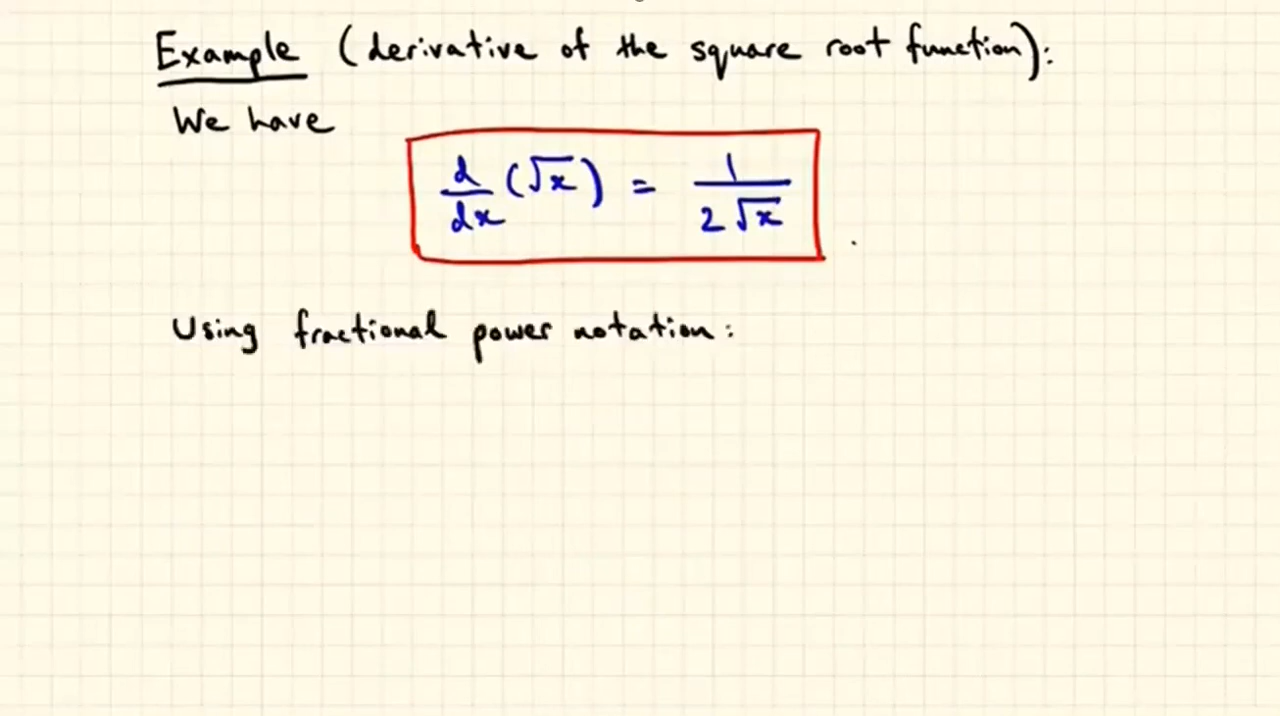 Example (derivative of the square root function):
We have
d/dx (√x) = 1/(2√x)
Using fractional power notation: